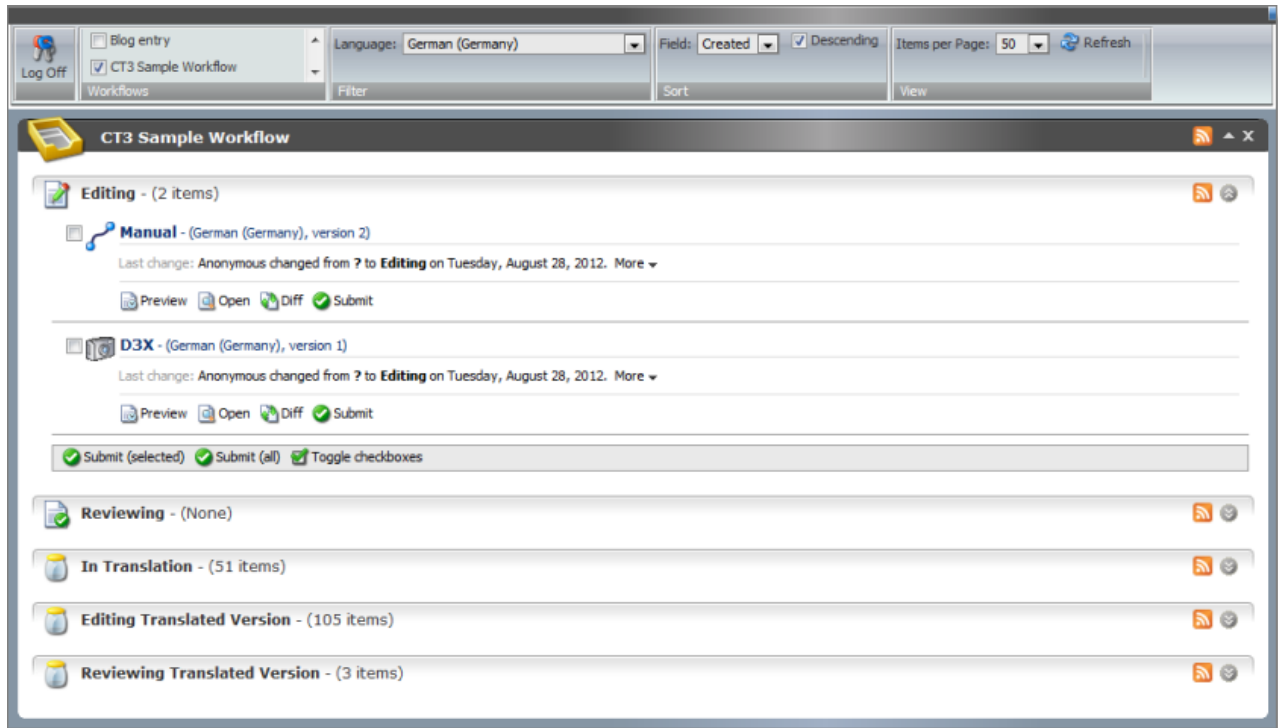 Log Off
Blog entry
CT3 Sample Workflow
Workflows
Language: German (Germany)
Filter
Field: Created Descending
Sort
Items per Page: 50 Refresh
View
CT3 Sample Workflow X
Editing - (2 items)
Manual - (German (Germany), version 2)
Last change: Anonymous changed from ? to Editing on Tuesday, August 28, 2012. More
Preview Open Diff Submit
D3X - (German (Germany), version 1)
Last change: Anonymous changed from ? to Editing on Tuesday, August 28, 2012. More
Preview Open Diff Submit
Submit (selected) Submit (all) Toggle checkboxes
Reviewing - (None)
In Translation - (51 items)
Editing Translated Version - (105 items)
Reviewing Translated Version - (3 items)